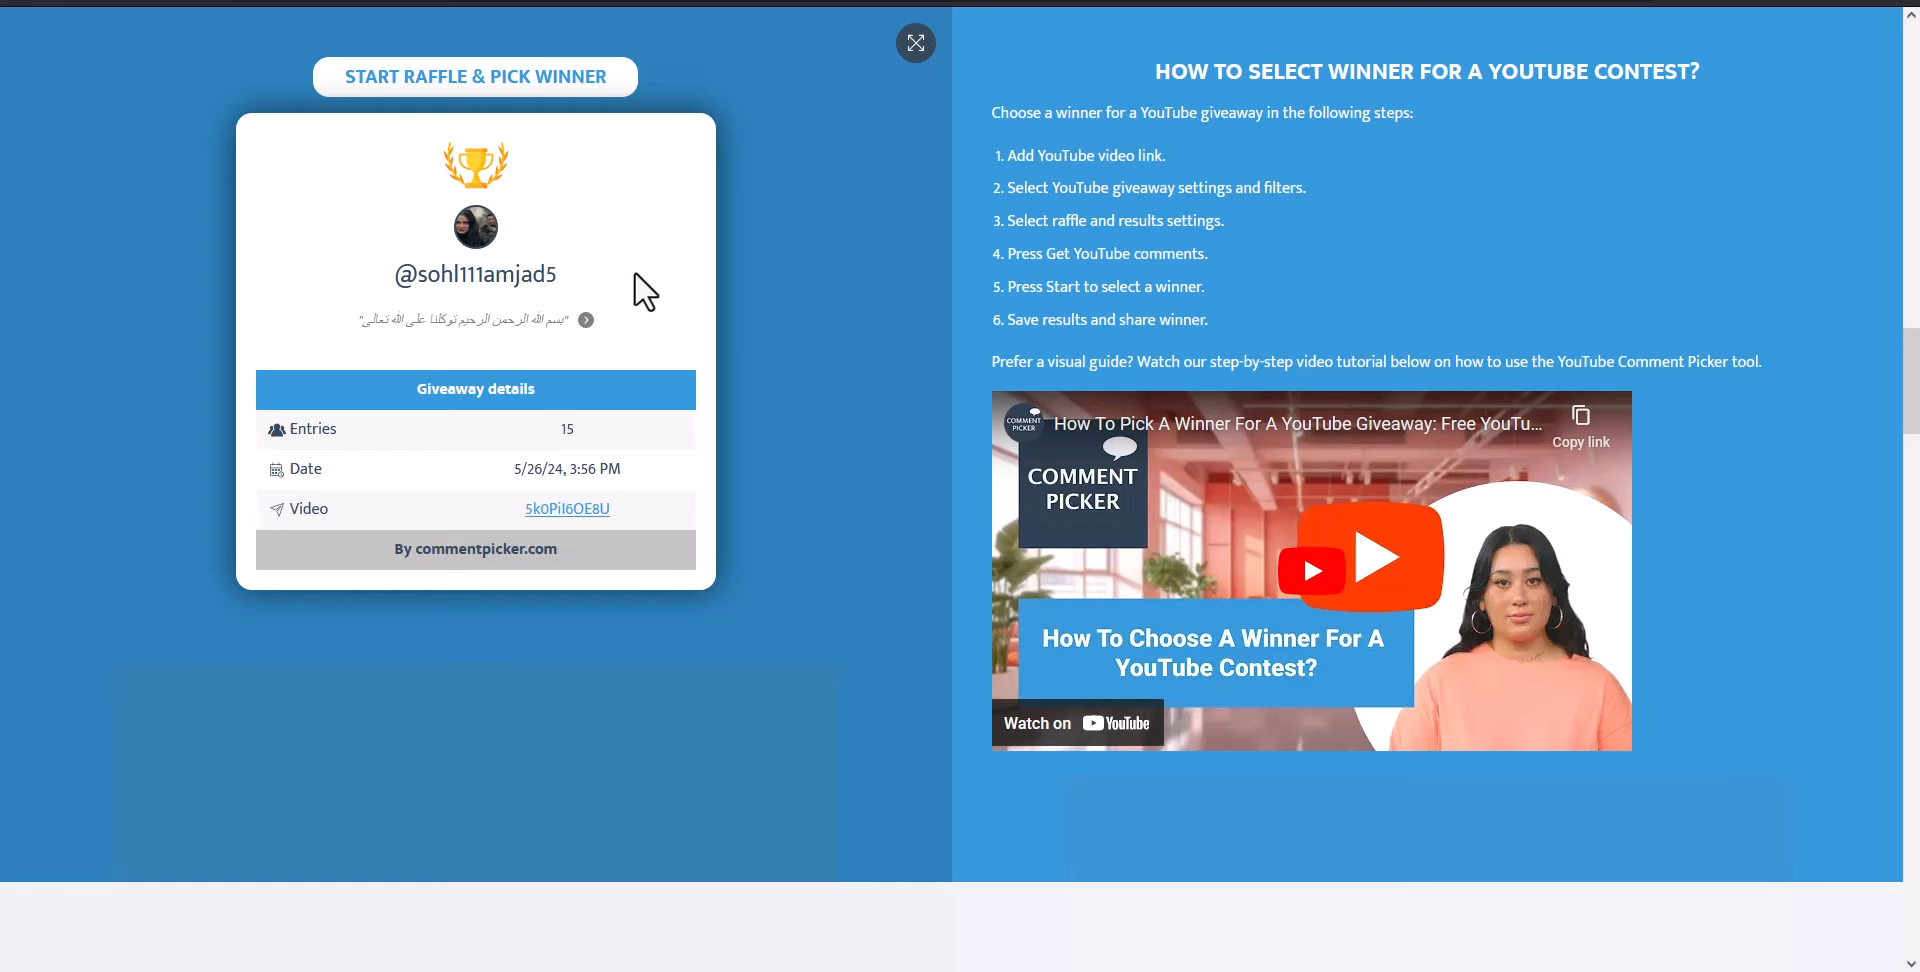 START RAFFLE & PICK WINNER
@sohl111amjad5
"بسم الله الرحمن الرحيم توكلنا على الله تعالى"
Giveaway details
Entries 15
Date 5/26/24, 3:56 PM
Video 5k0PiI6OE8U
By commentpicker.com
HOW TO SELECT WINNER FOR A YOUTUBE CONTEST?
Choose a winner for a YouTube giveaway in the following steps:
1. Add YouTube video link.
2. Select YouTube giveaway settings and filters.
3. Select raffle and results settings.
4. Press Get YouTube comments.
5. Press Start to select a winner.
6. Save results and share winner.
Prefer a visual guide? Watch our step-by-step video tutorial below on how to use the YouTube Comment Picker tool.
COMMENT
PICKER
How To Pick A Winner For A YouTube Giveaway: Free YouTu...
Copy link
COMMENT
PICKER
How To Choose A Winner For A
YouTube Contest?
Watch on YouTube